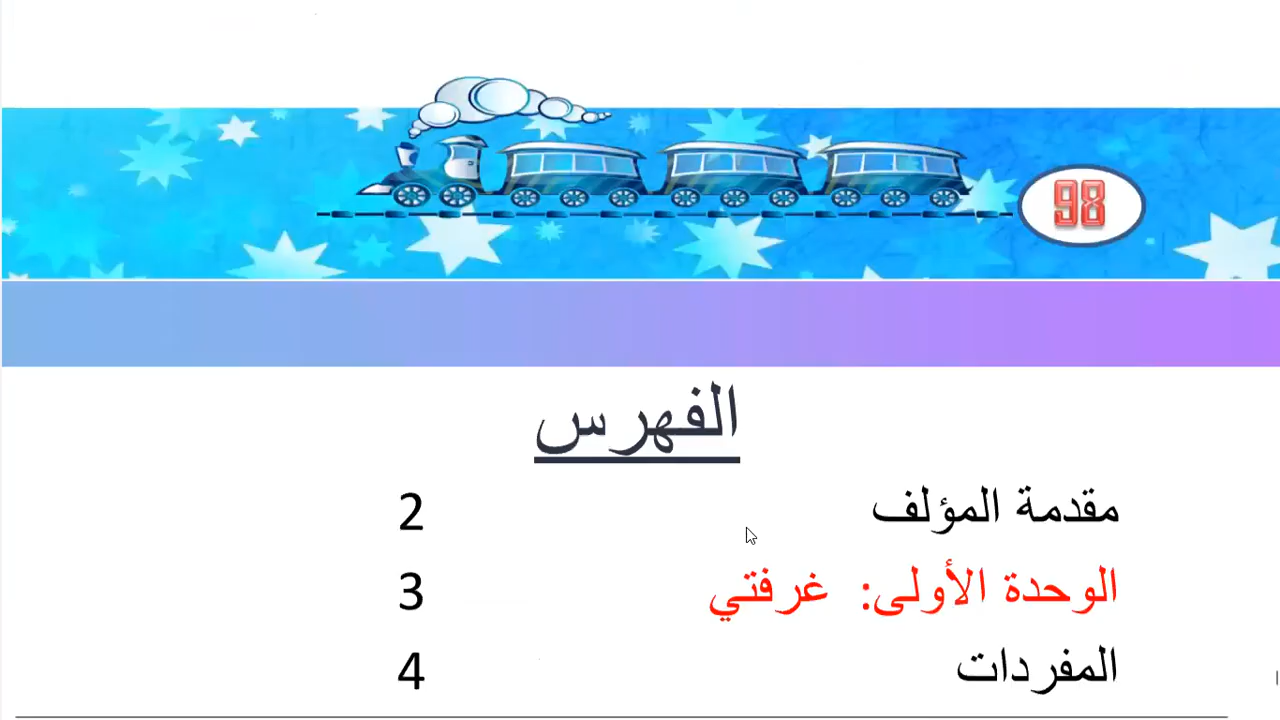 98
الفهرس
مقدمة المؤلف 2
الوحدة الأولى: غرفتي 3
المفردات 4